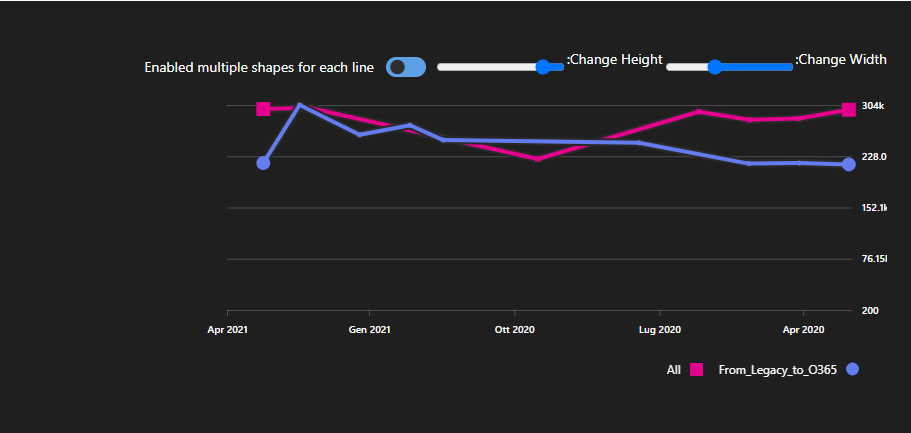 Enabled multiple shapes for each line
:Change Height
:Change Width
304k
228.0
152.1k
76.15k
200
Apr 2021
Gen 2021
Ott 2020
Lug 2020
Apr 2020
All
From_Legacy_to_O365